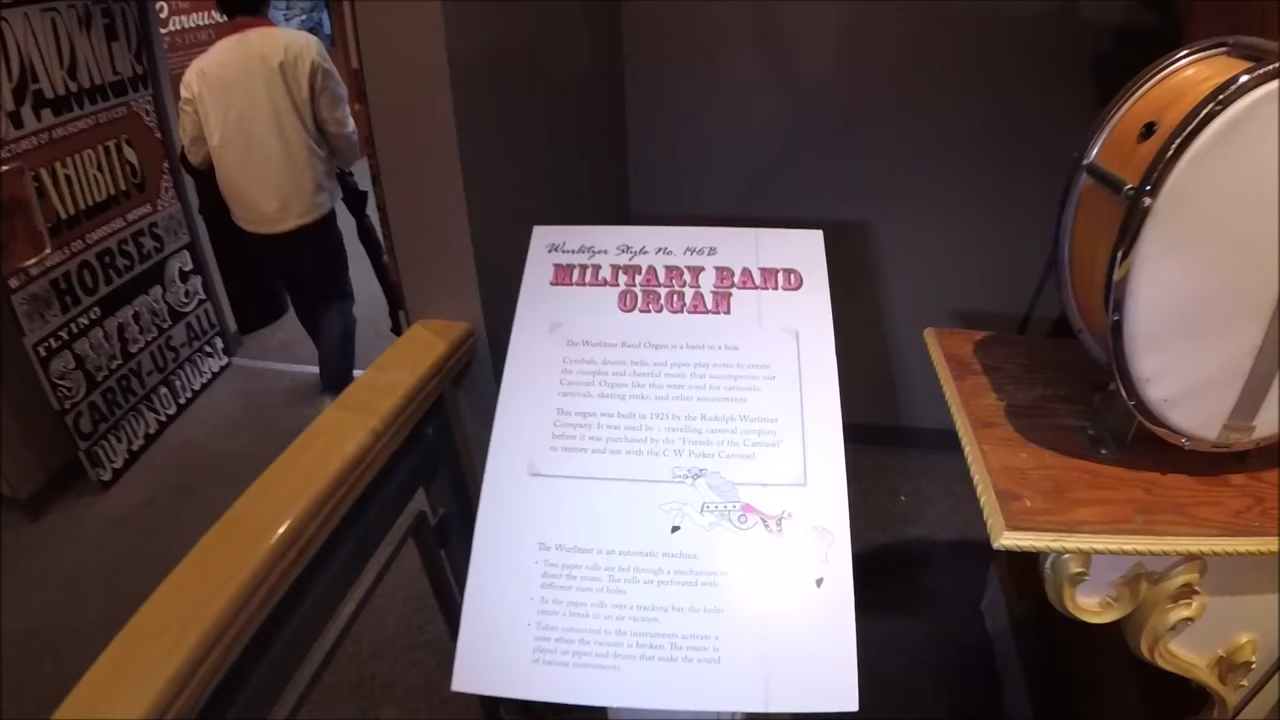 PARKER
EXHIBITS
HORSES
FLYING
SWING
CARRY-US-ALL
JUMPING HORSE
The
Carousel
STORY
Wurlitzer Style No. 146B
MILITARY BAND
ORGAN
The Wurlitzer Band Organ is a band in a box.
Cymbals, drums, bells, and pipes play notes to create
the complex and cheerful music that accompanies our
Carousel. Organs like this were used for carousels,
carnivals, skating rinks, and other amusements.
This organ was built in 1925 by the Rudolph Wurlitzer
Company. It was used by a travelling carnival company
before it was purchased by the "Friends of the Carousel"
to restore and use with the C W Parker Carousel.
The Wurlitzer is an automatic machine.
• Two paper rolls are fed through a mechanism to
direct the music. The rolls are perforated with
different sizes of holes.
• As the paper rolls over a tracking bar, the holes
create a break in an air vacuum.
• Tubes connected to the instruments activate a
note when the vacuum is broken. The music is
played on pipes and drums that make the sound
of various instruments.